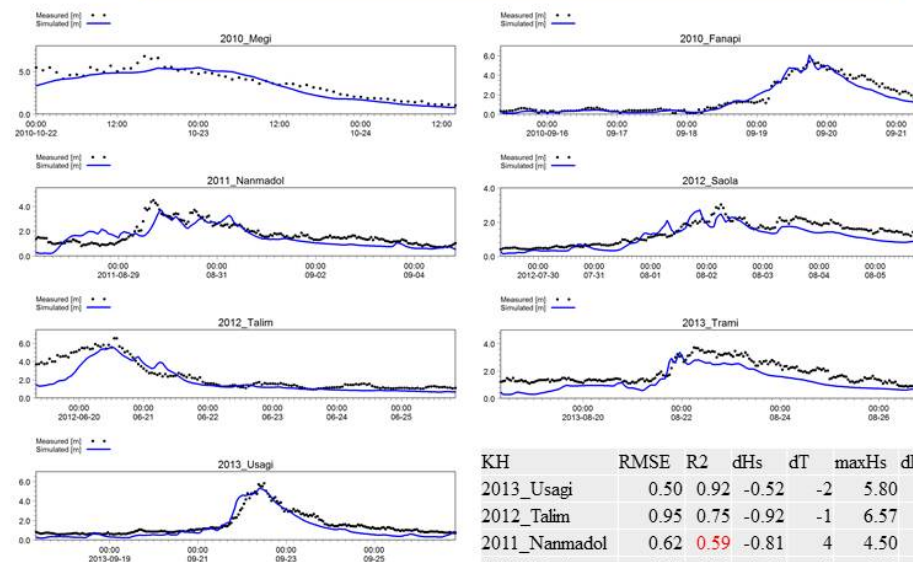 Measured [m]
Simulated [m]
2010_Megi
5.0
0.0
00:00 12:00 00:00 12:00 00:00 12:00
2010-10-22 10-23 10-24
Measured [m]
Simulated [m]
2010_Fanapi
6.0
4.0
2.0
0.0
00:00 00:00 00:00 00:00 00:00 00:00
2010-09-16 09-17 09-18 09-19 09-20 09-21
Measured [m]
Simulated [m]
2011_Nanmadol
4.0
2.0
0.0
00:00 00:00 00:00 00:00
2011-08-29 08-31 09-02 09-04
Measured [m]
Simulated [m]
2012_Saola
4.0
2.0
0.0
00:00 00:00 00:00 00:00 00:00 00:00 00:00
2012-07-30 07-31 08-01 08-02 08-03 08-04 08-05
Measured [m]
Simulated [m]
2012_Talim
6.0
4.0
2.0
0.0
00:00 00:00 00:00 00:00 00:00 00:00
2012-06-20 06-21 06-22 06-23 06-24 06-25
Measured [m]
Simulated [m]
2013_Trami
4.0
2.0
0.0
00:00 00:00 00:00 00:00
2013-08-20 08-22 08-24 08-26
Measured [m]
Simulated [m]
2013_Usagi
6.0
4.0
2.0
0.0
00:00 00:00 00:00 00:00
2013-09-19 09-21 09-23 09-25
KH RMSE R2 dHs dT maxHs
2013_Usagi 0.50 0.92 -0.52 -2 5.80
2012_Talim 0.95 0.75 -0.92 -1 6.57
2011_Nanmadol 0.62 0.59 -0.81 4 4.50